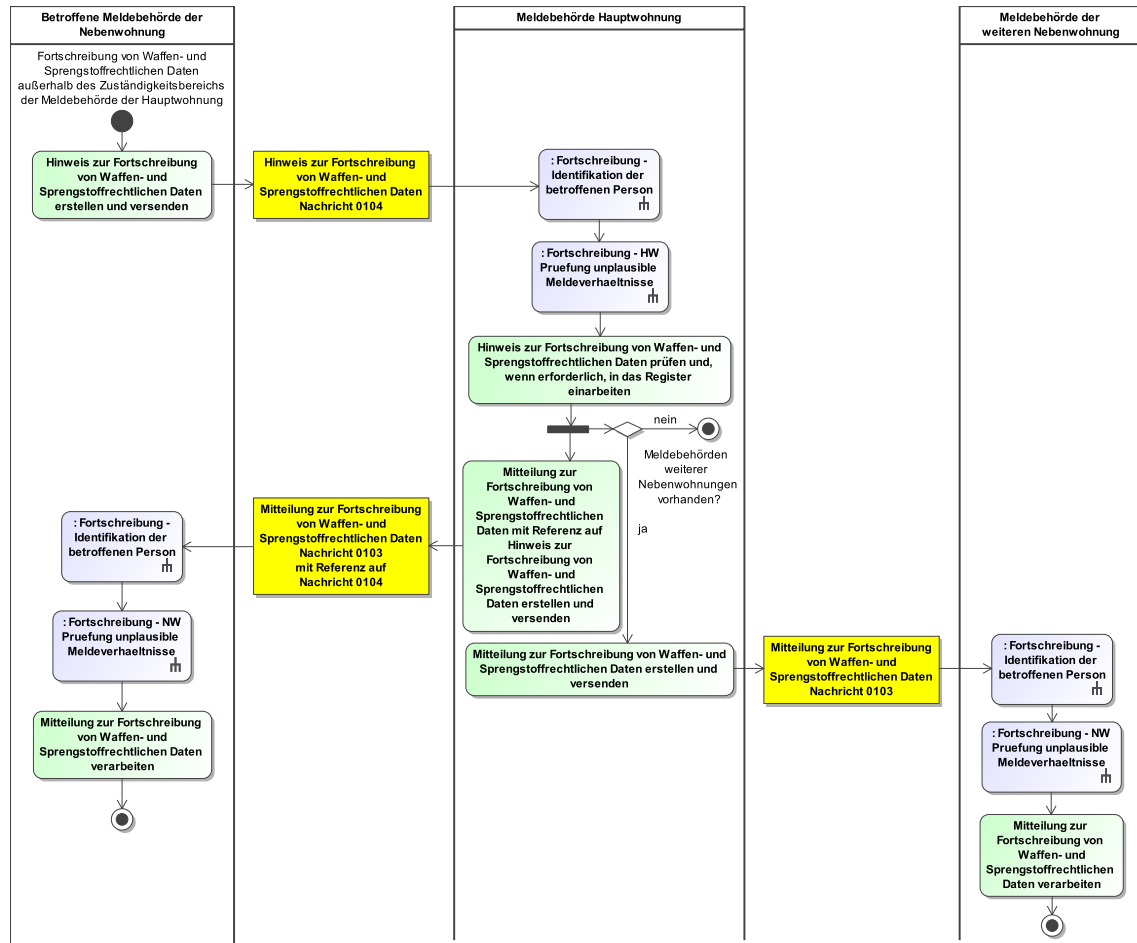 Betroffene Meldebehörde der
Nebenwohnung
Meldebehörde Hauptwohnung
Meldebehörde der
weiteren Nebenwohnung
Fortschreibung von Waffen- und
Sprengstoffrechtlichen Daten
außerhalb des Zuständigkeitsbereichs
der Meldebehörde der Hauptwohnung
Hinweis zur Fortschreibung
von Waffen- und
Sprengstoffrechtlichen Daten
erstellen und versenden
Hinweis zur Fortschreibung
von Waffen- und
Sprengstoffrechtlichen Daten
Nachricht 0104
: Fortschreibung -
Identifikation der
betroffenen Person
: Fortschreibung - HW
Pruefung unplausible
Meldeverhaeltnisse
Hinweis zur Fortschreibung von Waffen- und
Sprengstoffrechtlichen Daten prüfen und,
wenn erforderlich, in das Register
einarbeiten
nein
Meldebehörden
weiterer
Nebenwohnungen
vorhanden?
ja
Mitteilung zur
Fortschreibung von
Waffen- und
Sprengstoffrechtlichen
Daten mit Referenz auf
Hinweis zur
Fortschreibung von
Waffen- und
Sprengstoffrechtlichen
Daten erstellen und
versenden
Mitteilung zur Fortschreibung
von Waffen- und
Sprengstoffrechtlichen Daten
Nachricht 0103
mit Referenz auf
Nachricht 0104
: Fortschreibung -
Identifikation der
betroffenen Person
: Fortschreibung - NW
Pruefung unplausible
Meldeverhaeltnisse
Mitteilung zur Fortschreibung
von Waffen- und
Sprengstoffrechtlichen Daten
verarbeiten
Mitteilung zur Fortschreibung von Waffen- und
Sprengstoffrechtlichen Daten erstellen und
versenden
Mitteilung zur Fortschreibung
von Waffen- und
Sprengstoffrechtlichen Daten
Nachricht 0103
: Fortschreibung -
Identifikation der
betroffenen Person
: Fortschreibung - NW
Pruefung unplausible
Meldeverhaeltnisse
Mitteilung zur
Fortschreibung von
Waffen- und
Sprengstoffrechtlichen
Daten verarbeiten